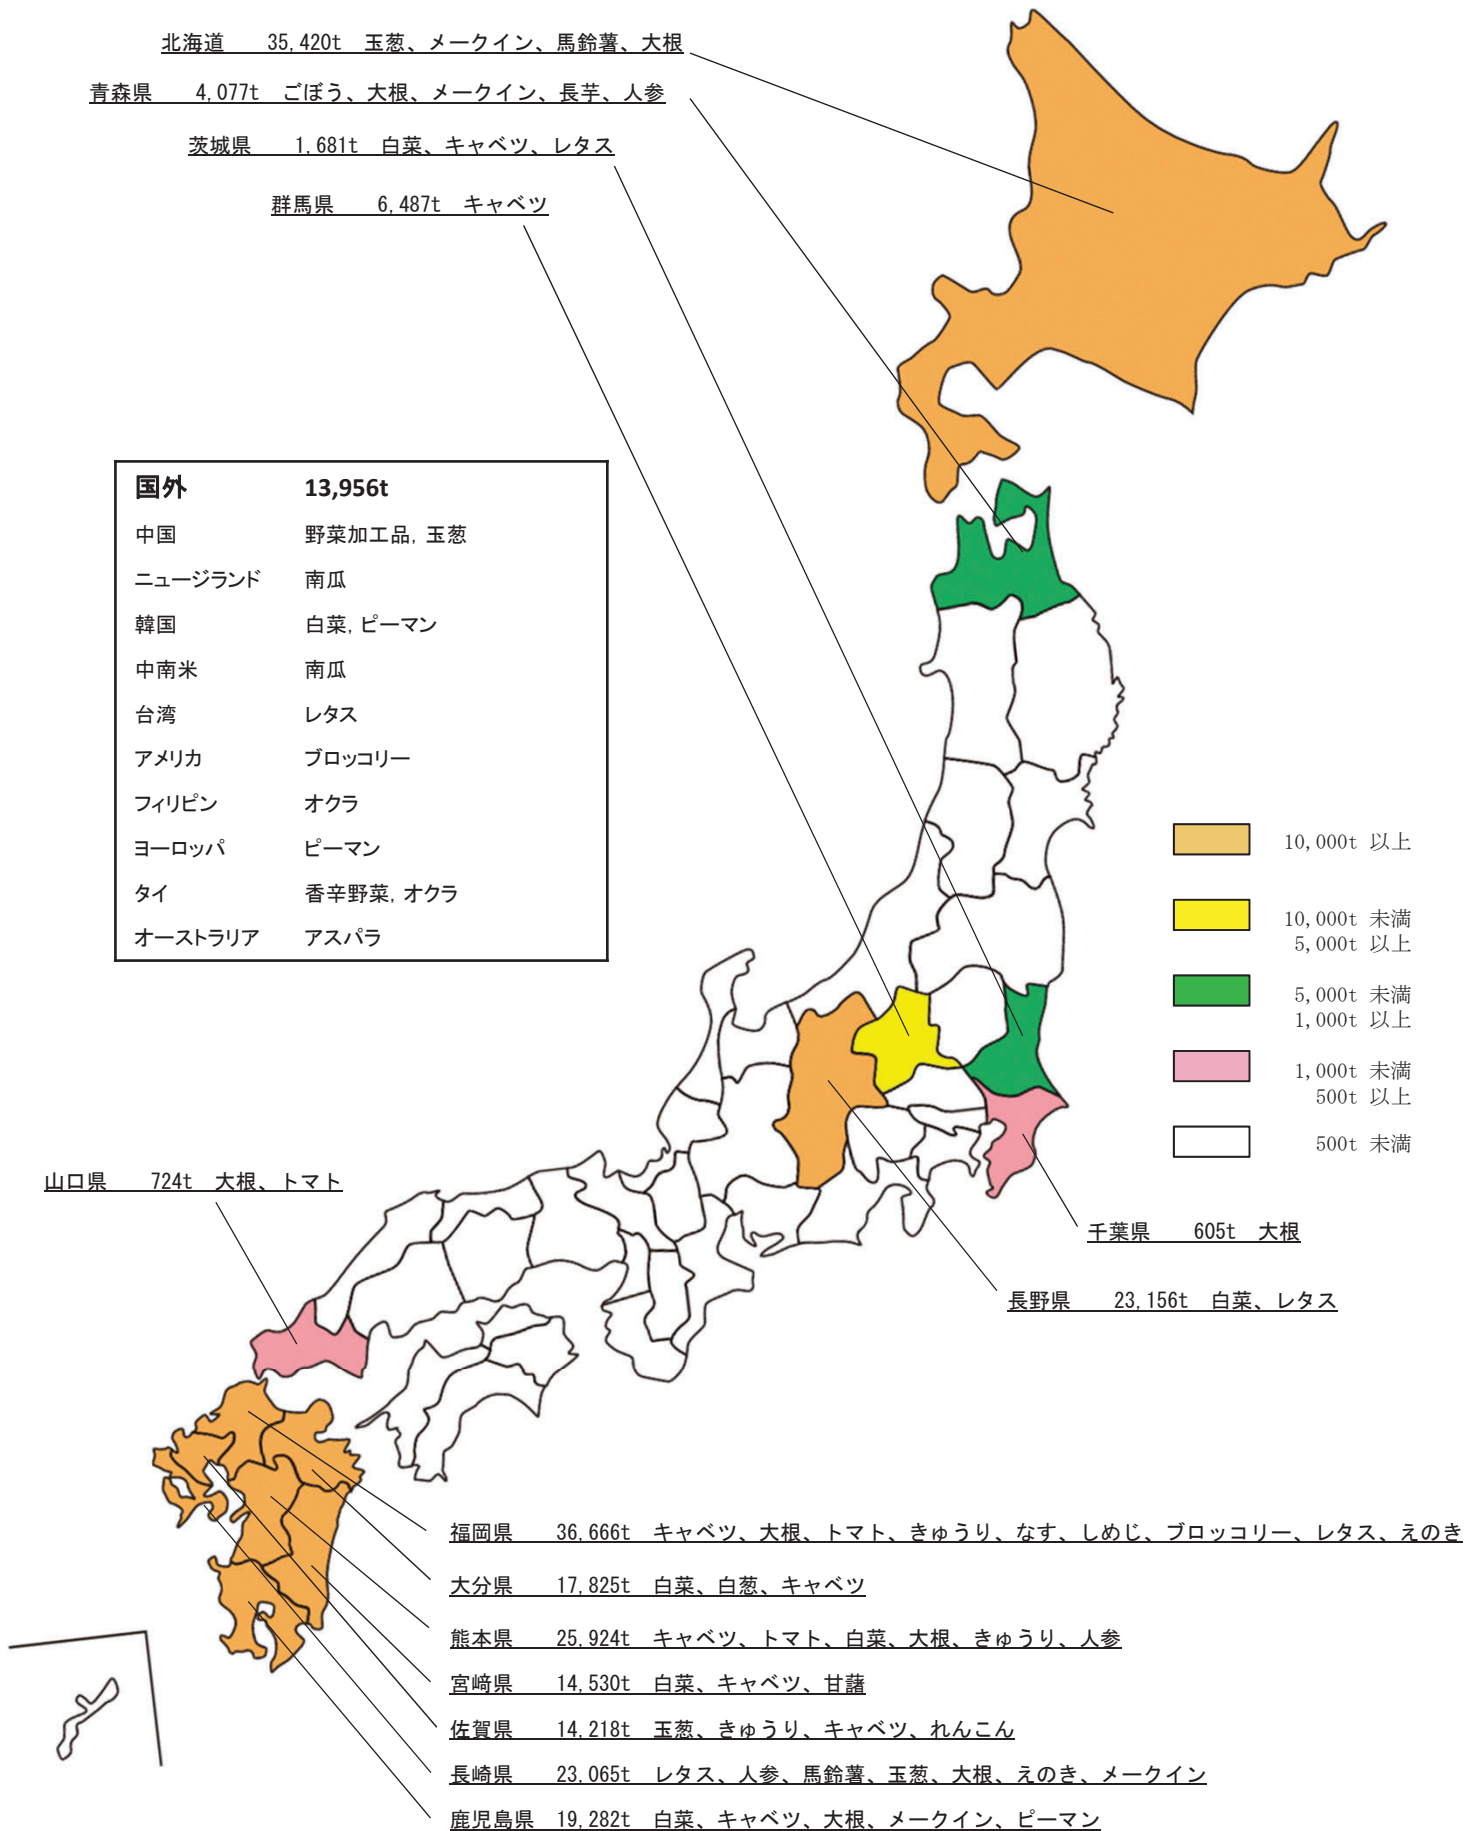 北海道　35,420t　玉葱、メークイン、馬鈴薯、大根
青森県　4,077t　ごぼう、大根、メークイン、長芋、人参
茨城県　1,681t　白菜、キャベツ、レタス
群馬県　6,487t　キャベツ
国外　13,956t
中国　野菜加工品, 玉葱
ニュージランド　南瓜
韓国　白菜, ピーマン
中南米　南瓜
台湾　レタス
アメリカ　ブロッコリー
フィリピン　オクラ
ヨーロッパ　ピーマン
タイ　香辛野菜, オクラ
オーストラリア　アスパラ
10,000t 以上
10,000t 未満
5,000t 以上
5,000t 未満
1,000t 以上
1,000t 未満
500t 以上
500t 未満
山口県　724t　大根、トマト
千葉県　605t　大根
長野県　23,156t　白菜、レタス
福岡県　36,666t　キャベツ、大根、トマト、きゅうり、なす、しめじ、ブロッコリー、レタス、えのき
大分県　17,825t　白菜、白葱、キャベツ
熊本県　25,924t　キャベツ、トマト、白菜、大根、きゅうり、人参
宮﨑県　14,530t　白菜、キャベツ、甘藷
佐賀県　14,218t　玉葱、きゅうり、キャベツ、れんこん
長崎県　23,065t　レタス、人参、馬鈴薯、玉葱、大根、えのき、メークイン
鹿児島県　19,282t　白菜、キャベツ、大根、メークイン、ピーマン